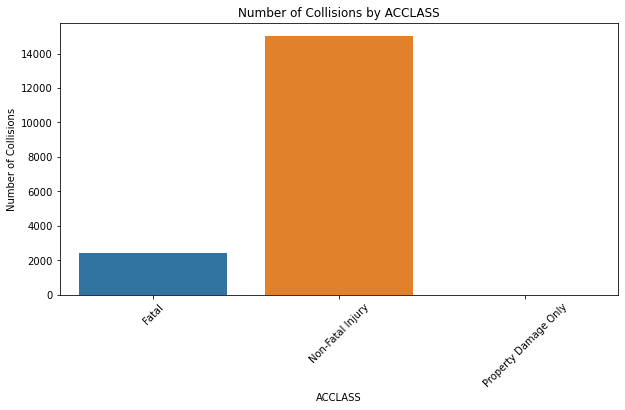 Number of Collisions by ACCLASS
Number of Collisions
14000
12000
10000
8000
6000
4000
2000
0
Fatal
Non-Fatal Injury
Property Damage Only
ACCLASS